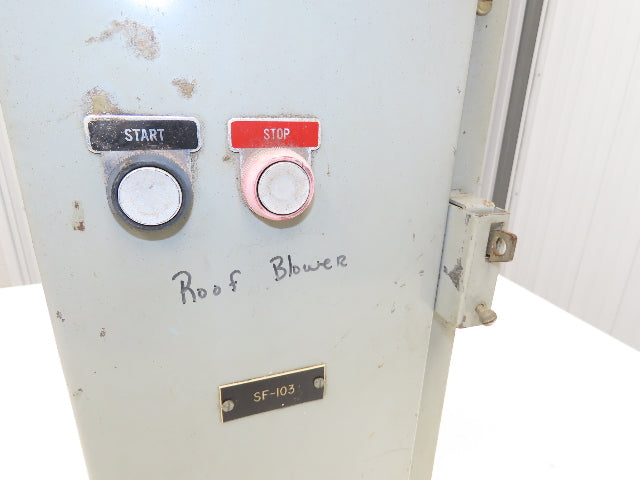 START
STOP
Roof Blower
SF-103